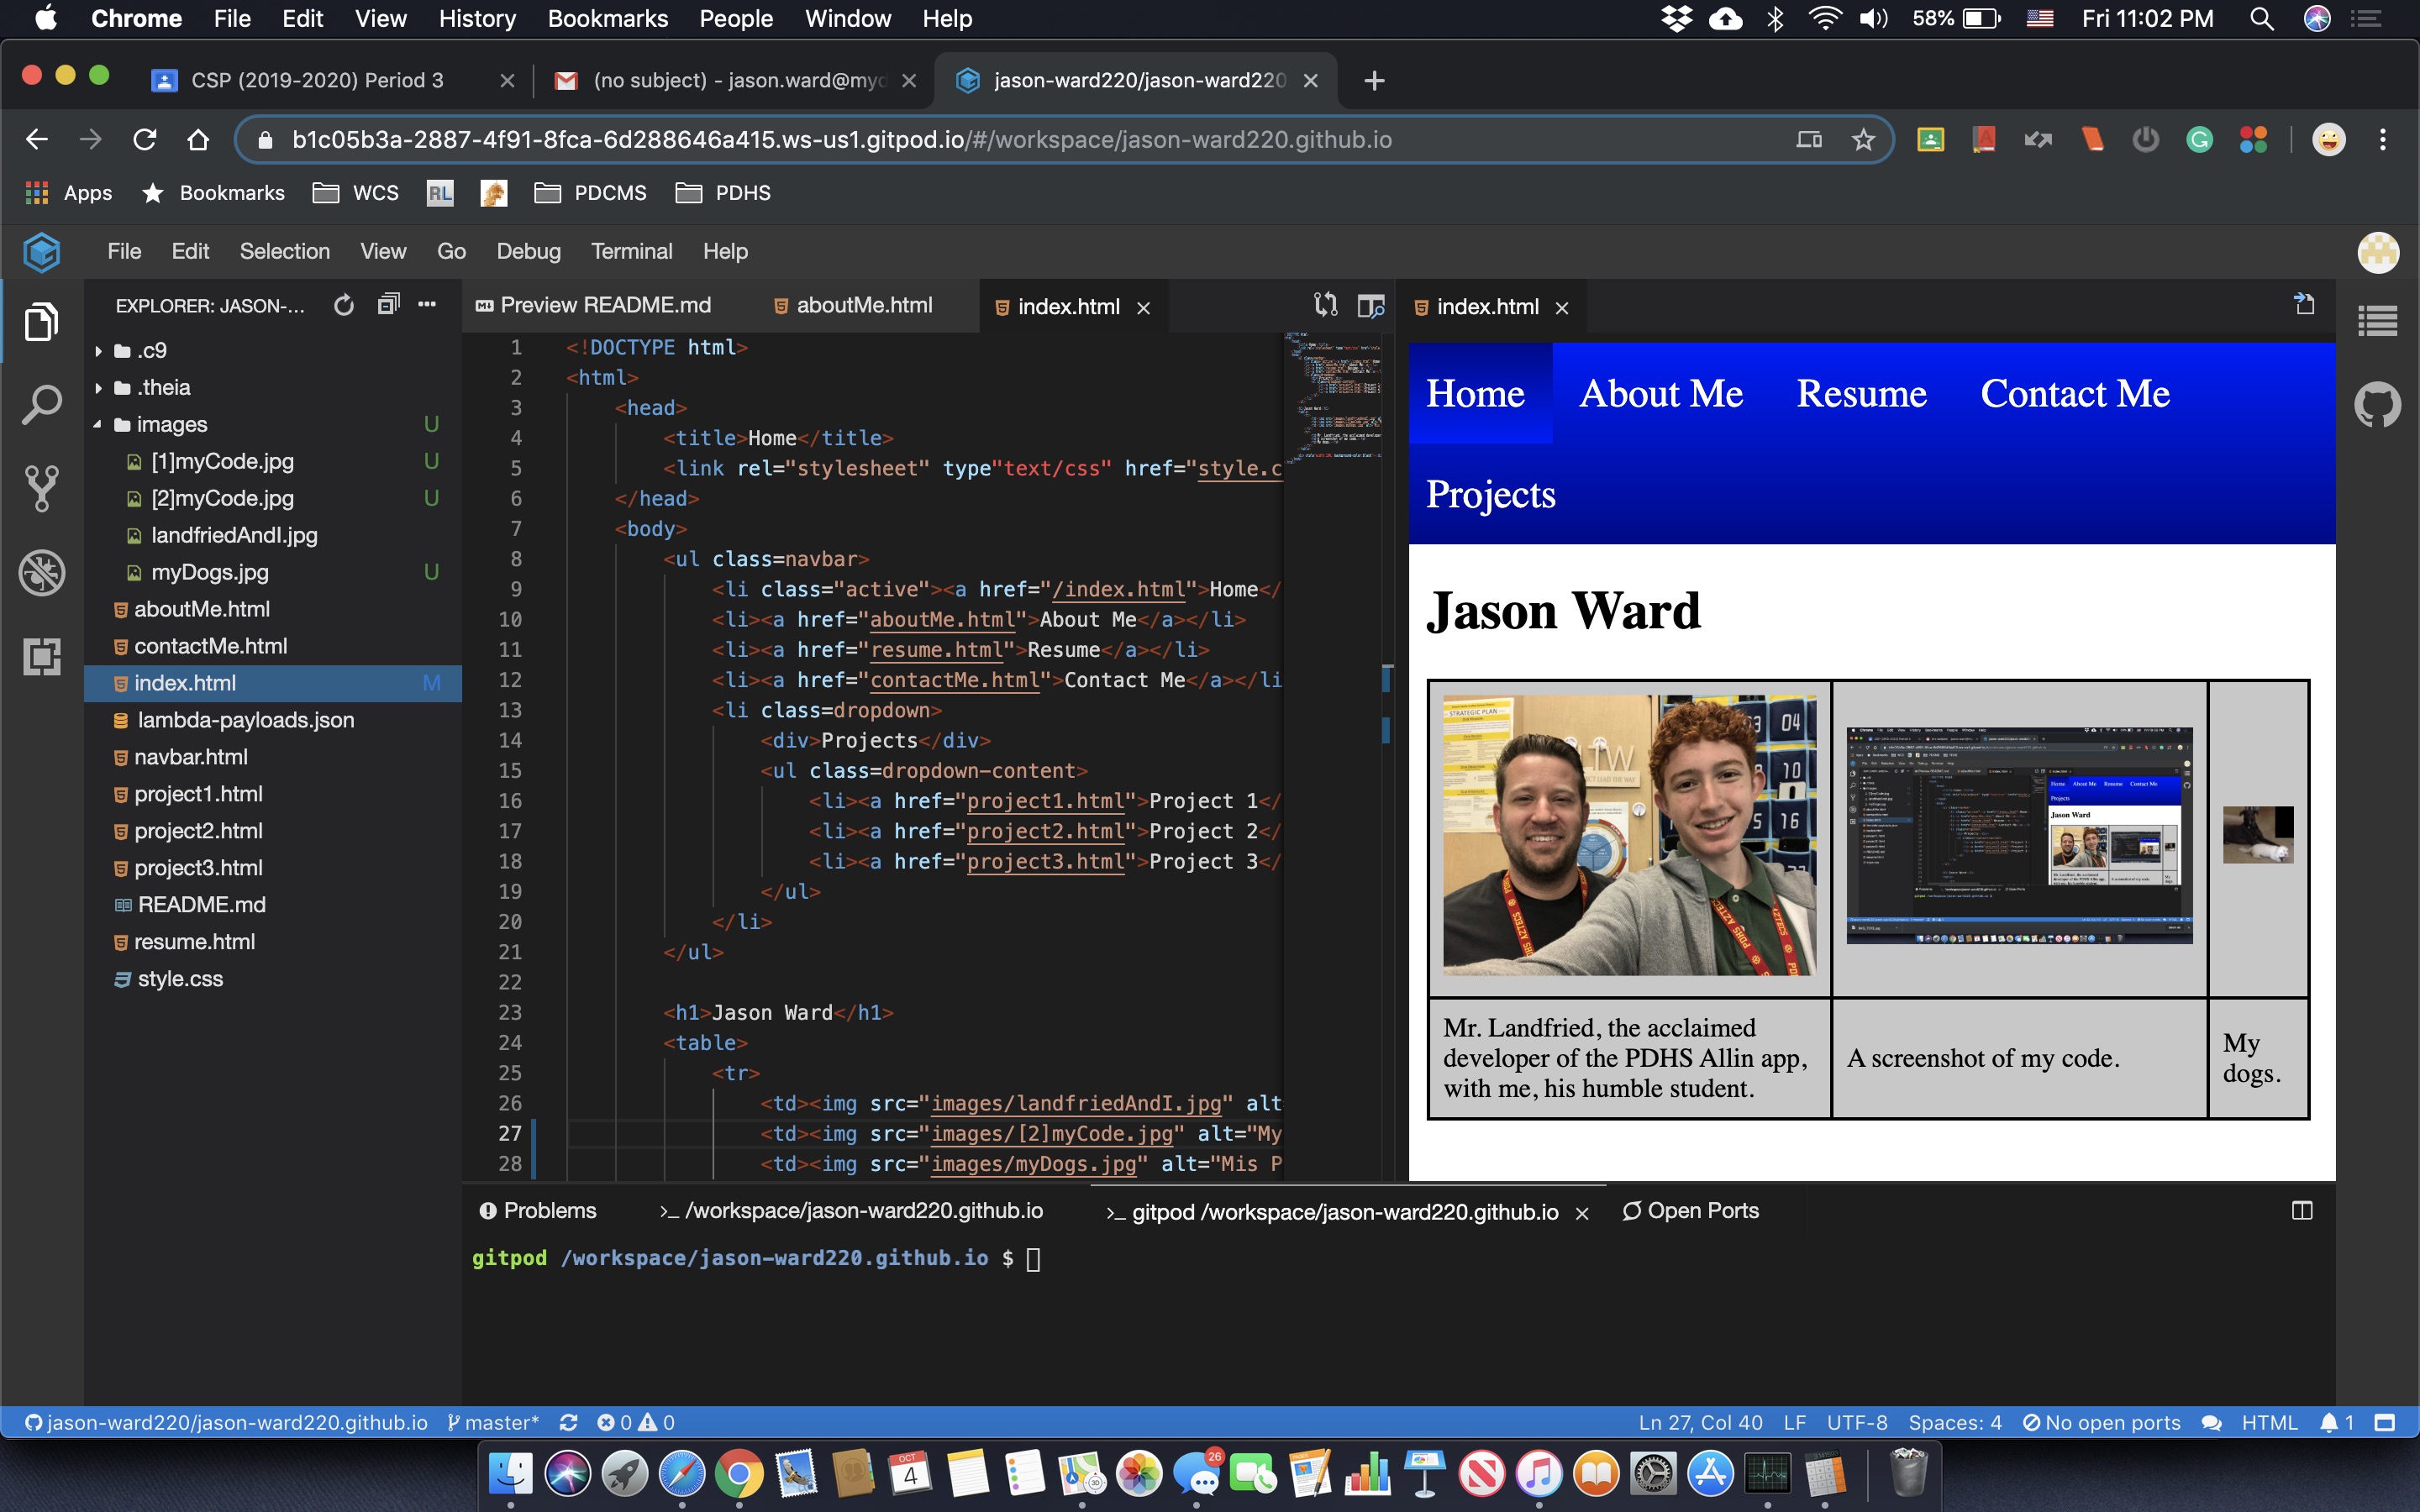 Chrome File Edit View History Bookmarks People Window Help 58% Fri 11:02 PM
CSP (2019-2020) Period 3 (no subject) - jason.ward@myd jason-ward220/jason-ward220
b1c05b3a-2887-4f91-8fca-6d288646a415.ws-us1.gitpod.io/#/workspace/jason-ward220.github.io
Apps Bookmarks WCS RL PDCMS PDHS
File Edit Selection View Go Debug Terminal Help
EXPLORER: JASON-...
.c9
.theia
images U
[1]myCode.jpg U
[2]myCode.jpg U
landfriedAndI.jpg
myDogs.jpg U
aboutMe.html
contactMe.html
index.html M
lambda-payloads.json
navbar.html
project1.html
project2.html
project3.html
README.md
resume.html
style.css
Preview README.md aboutMe.html index.html
1 <!DOCTYPE html>
2 <html>
3 <head>
4 <title>Home</title>
5 <link rel="stylesheet" type"text/css" href="style.c
6 </head>
7 <body>
8 <ul class=navbar>
9 <li class="active"><a href="/index.html">Home</
10 <li><a href="aboutMe.html">About Me</a></li>
11 <li><a href="resume.html">Resume</a></li>
12 <li><a href="contactMe.html">Contact Me</a></li
13 <li class=dropdown>
14 <div>Projects</div>
15 <ul class=dropdown-content>
16 <li><a href="project1.html">Project 1</
17 <li><a href="project2.html">Project 2</
18 <li><a href="project3.html">Project 3</
19 </ul>
20 </li>
21 </ul>
22
23 <h1>Jason Ward</h1>
24 <table>
25 <tr>
26 <td><img src="images/landfriedAndI.jpg" alt
27 <td><img src="images/[2]myCode.jpg" alt="My
28 <td><img src="images/myDogs.jpg" alt="Mis P
index.html
Home About Me Resume Contact Me
Projects
Jason Ward
STRATEGIC PLAN
04
10
16
Mr. Landfried, the acclaimed
developer of the PDHS Allin app,
with me, his humble student.
A screenshot of my code.
My
dogs.
Problems >_ /workspace/jason-ward220.github.io >_ gitpod /workspace/jason-ward220.github.io Open Ports
gitpod /workspace/jason-ward220.github.io $
jason-ward220/jason-ward220.github.io master* 0 0 Ln 27, Col 40 LF UTF-8 Spaces: 4 No open ports HTML 1
OCT
4
26